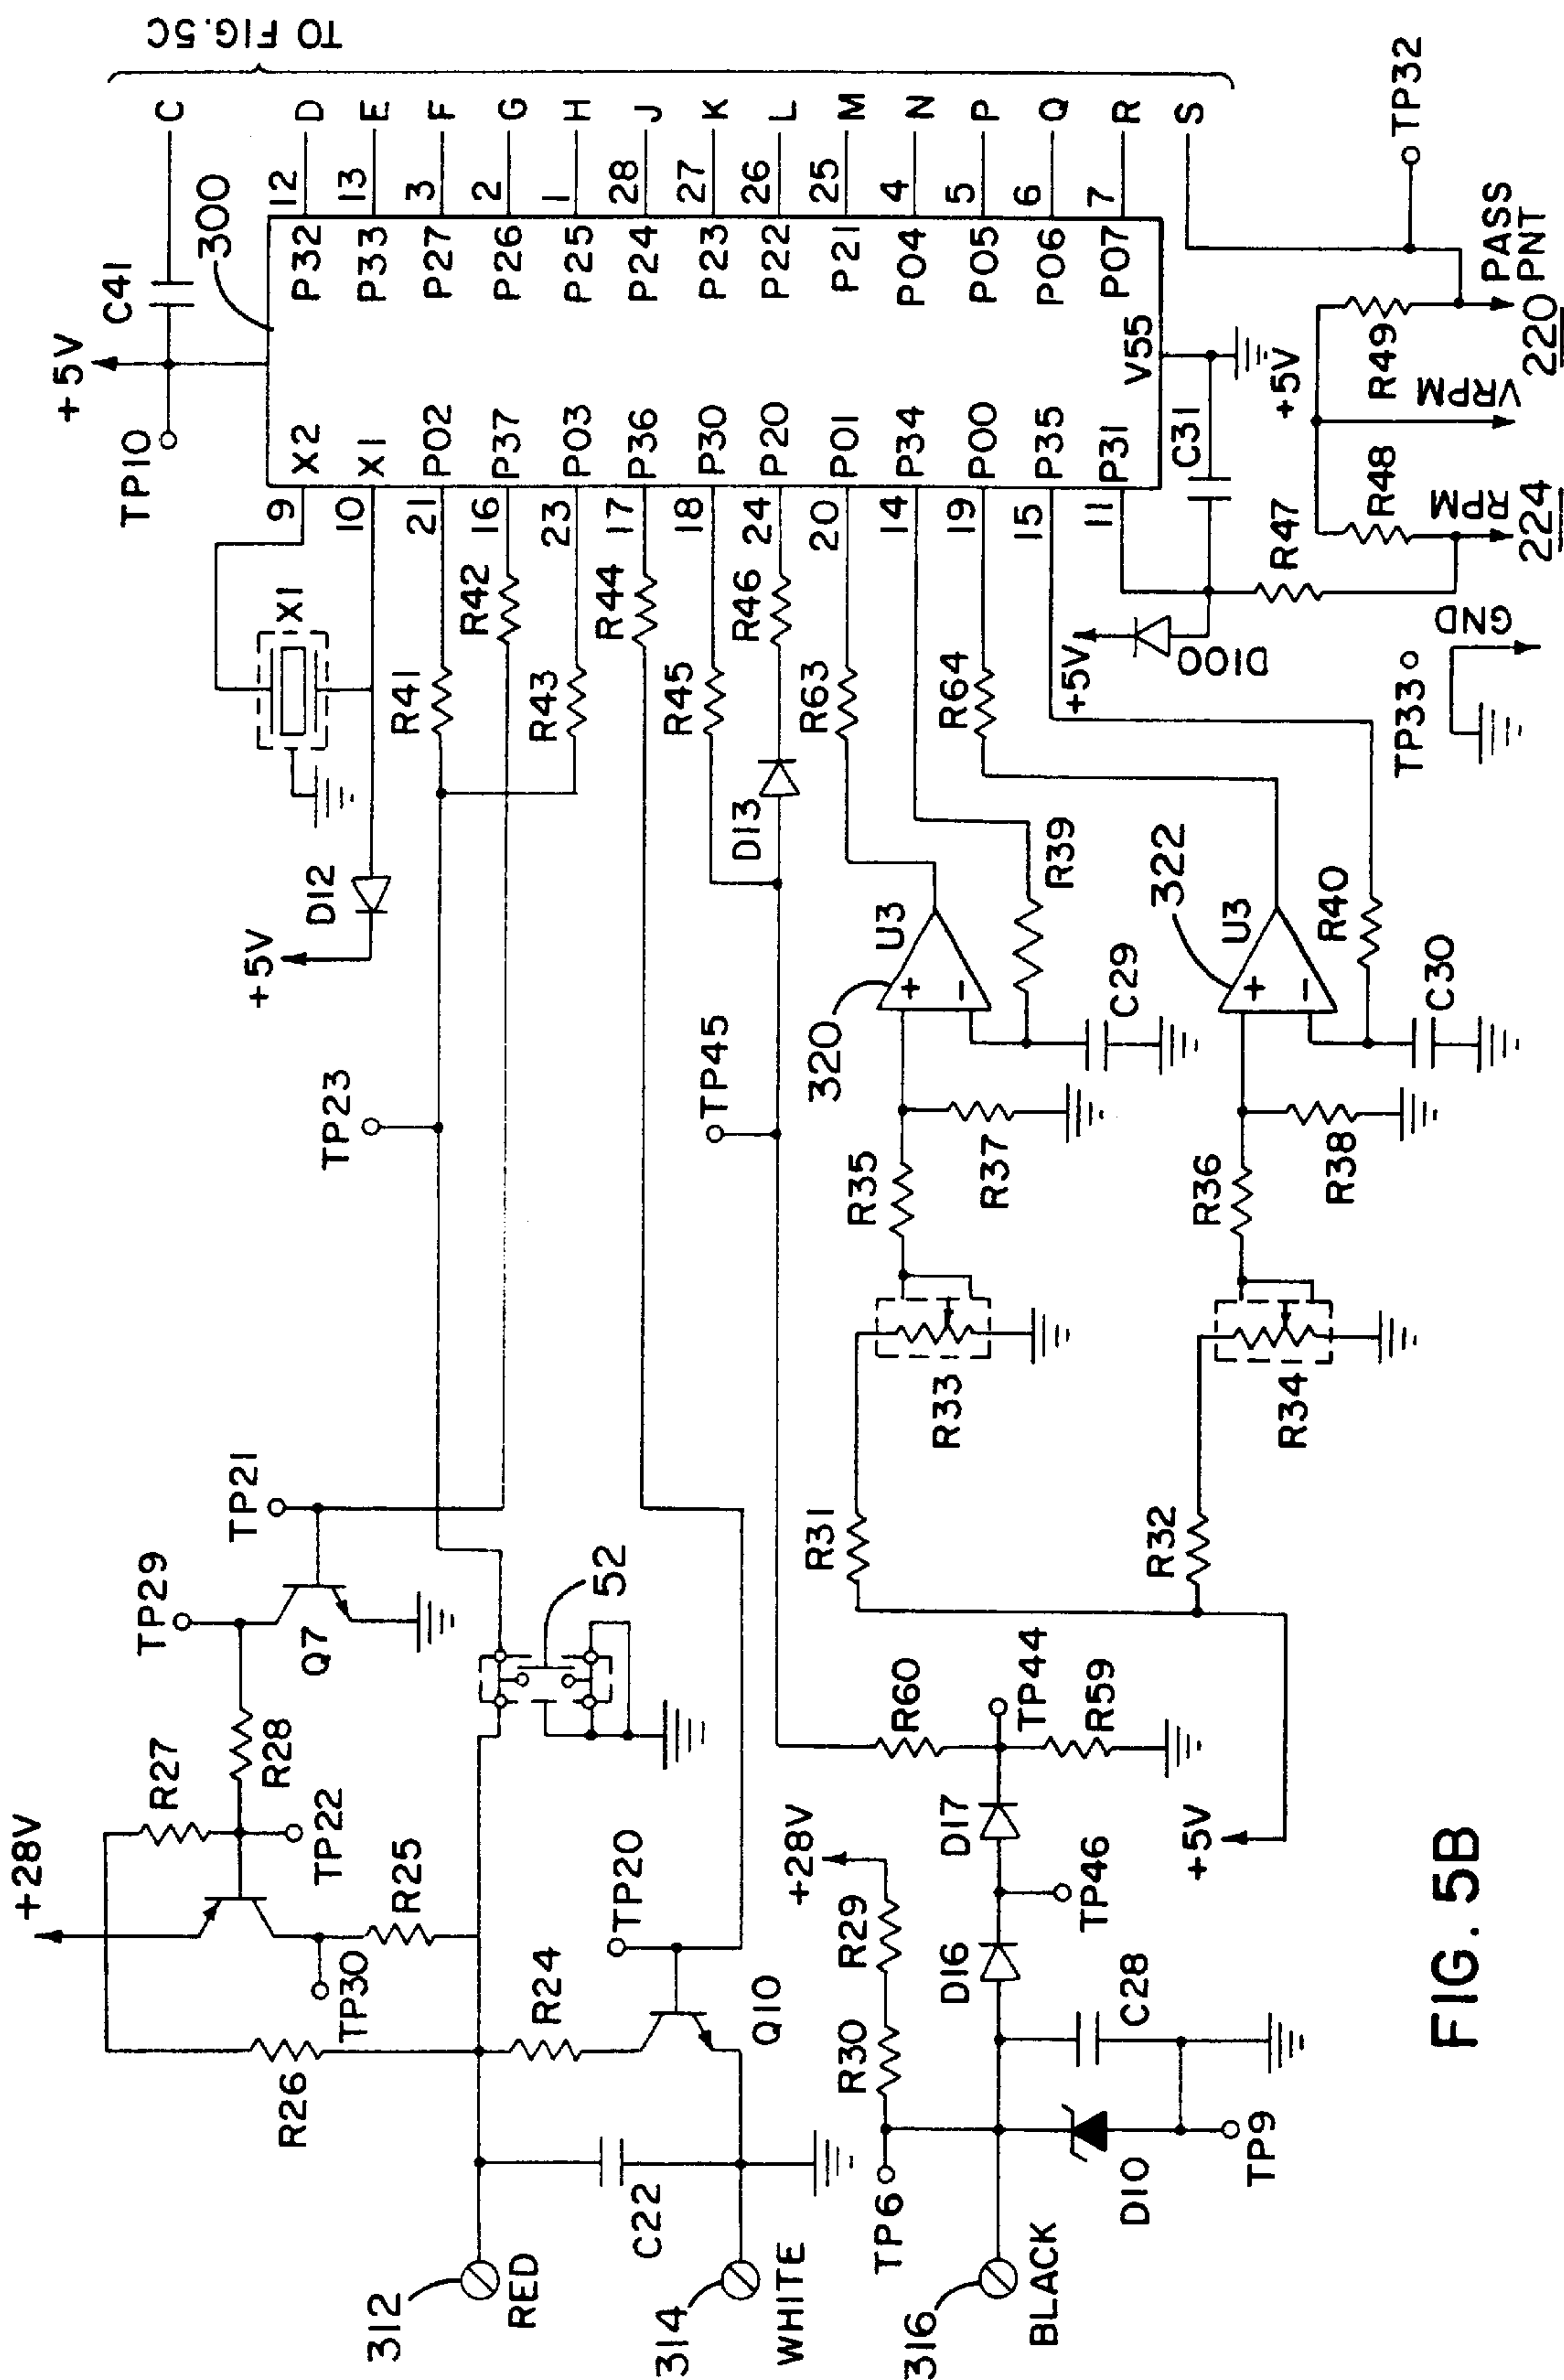 FIG. 5B
TO FIG. 5C
+28V
R27
TP29
TP21
R28
Q7
TP22
R26
TP30
R25
312
RED
R24
52
TP20
Q10
C22
314
WHITE
TP23
+5V
D12
X1
R41
R42
R43
R44
R45
R46
D13
TP45
TP10
+5V
C41
C
300
9
X2
P32
12
D
10
X1
P33
13
E
21
P02
P27
3
F
16
P37
P26
2
G
23
P03
P25
1
H
17
P36
P24
28
J
18
P30
P23
27
K
24
P20
P22
26
L
20
P01
P21
25
M
14
P34
P04
4
N
19
P00
P05
5
P
15
P35
P06
6
Q
11
P31
P07
7
R
V55
S
+28V
R29
R30
TP6
316
BLACK
D16
D17
TP46
C28
D10
TP9
R60
TP44
R59
+5V
R31
R32
R33
R34
R35
R36
R37
R38
320
U3
+
-
C29
R39
R63
322
U3
+
-
C30
R40
R64
+5V
D100
C31
R47
+5V
R48
R49
TP33
GND
RPM
224
VRPM
PASS
PNT
220
TP32